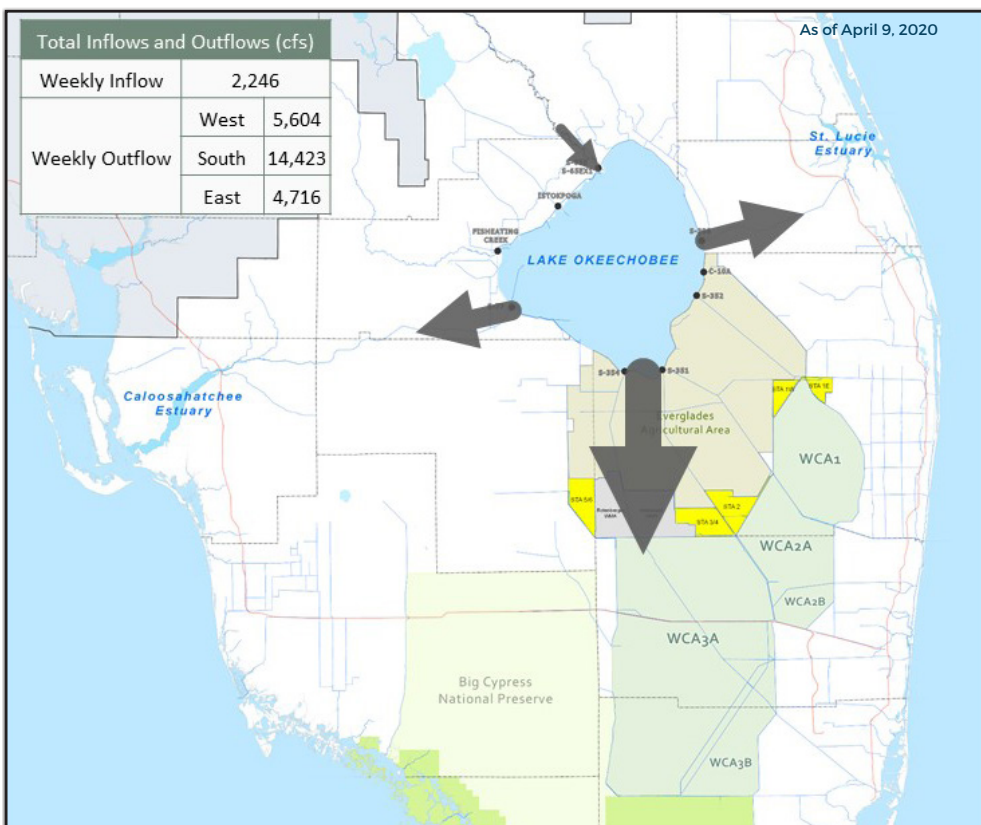 As of April 9, 2020
Total Inflows and Outflows (cfs)
Weekly Inflow 2,246
Weekly Outflow
West 5,604
South 14,423
East 4,716
St. Lucie
Estuary
S-65EX1
ISTOKPOGA
FISHEATING
CREEK
LAKE OKEECHOBEE
C-10A
S-352
S-354
S-351
Caloosahatchee
Estuary
Everglades
Agricultural Area
STA 1W
STA 1E
WCA1
STA 5/6
STA 2
STA 3/4
WCA2A
WCA2B
WCA3A
Big Cypress
National Preserve
WCA3B